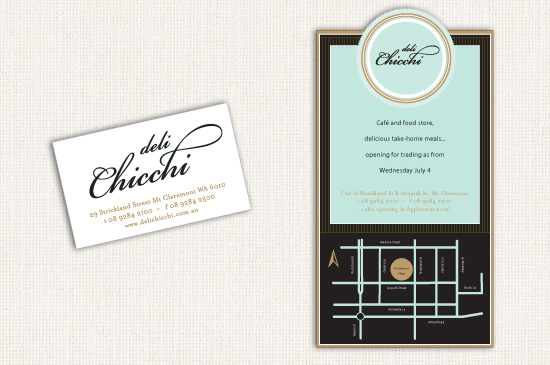 deli
Chicchi
29 Strickland Street Mt Claremont WA 6010
t 08 9284 2100 - f 08 9284 2500
www.delichicchi.com.au
deli
Chicchi
Café and food store,
delicious take-home meals...
opening for trading as from
Wednesday July 4
Cnr of Strickland St & Asquith St, Mt Claremont
t 08 9284 2100 - f 08 9284 2500
...also opening in Applecross soon!
Asquith Street